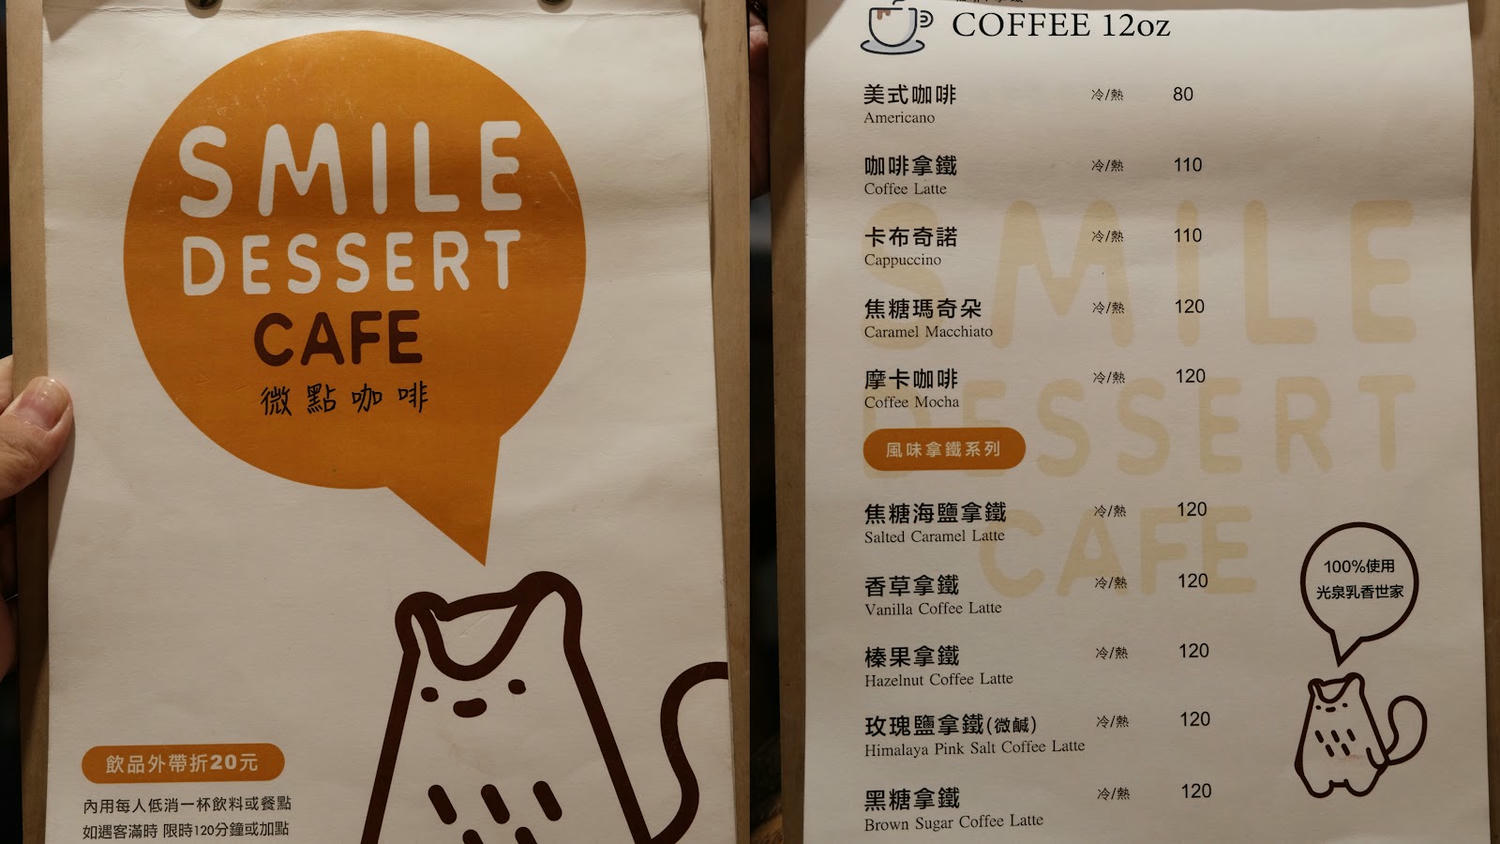 SMILE
DESSERT
CAFE
微點咖啡
飲品外帶折20元
內用每人低消一杯飲料或餐點
如遇客滿時 限時120分鐘或加點
COFFEE 12oz
美式咖啡 冷/熱 80
Americano
咖啡拿鐵 冷/熱 110
Coffee Latte
卡布奇諾 冷/熱 110
Cappuccino
焦糖瑪奇朵 冷/熱 120
Caramel Macchiato
摩卡咖啡 冷/熱 120
Coffee Mocha
風味拿鐵系列
焦糖海鹽拿鐵 冷/熱 120
Salted Caramel Latte
香草拿鐵 冷/熱 120
Vanilla Coffee Latte
榛果拿鐵 冷/熱 120
Hazelnut Coffee Latte
玫瑰鹽拿鐵(微鹹) 冷/熱 120
Himalaya Pink Salt Coffee Latte
黑糖拿鐵 冷/熱 120
Brown Sugar Coffee Latte
SMILE
DESSERT
CAFE
100%使用
光泉乳香世家